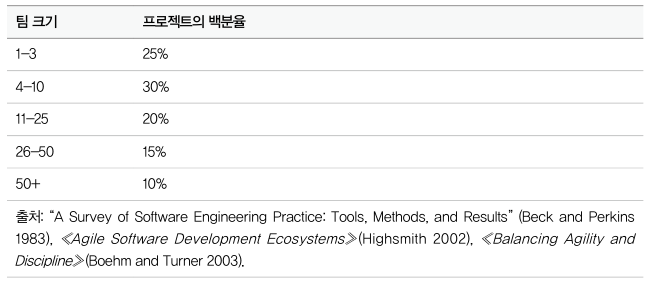 팀 크기 프로젝트의 백분율
1–3 25%
4–10 30%
11–25 20%
26–50 15%
50+ 10%
출처: “A Survey of Software Engineering Practice: Tools, Methods, and Results” (Beck and Perkins
1983), 《Agile Software Development Ecosystems》(Highsmith 2002), 《Balancing Agility and
Discipline》(Boehm and Turner 2003).